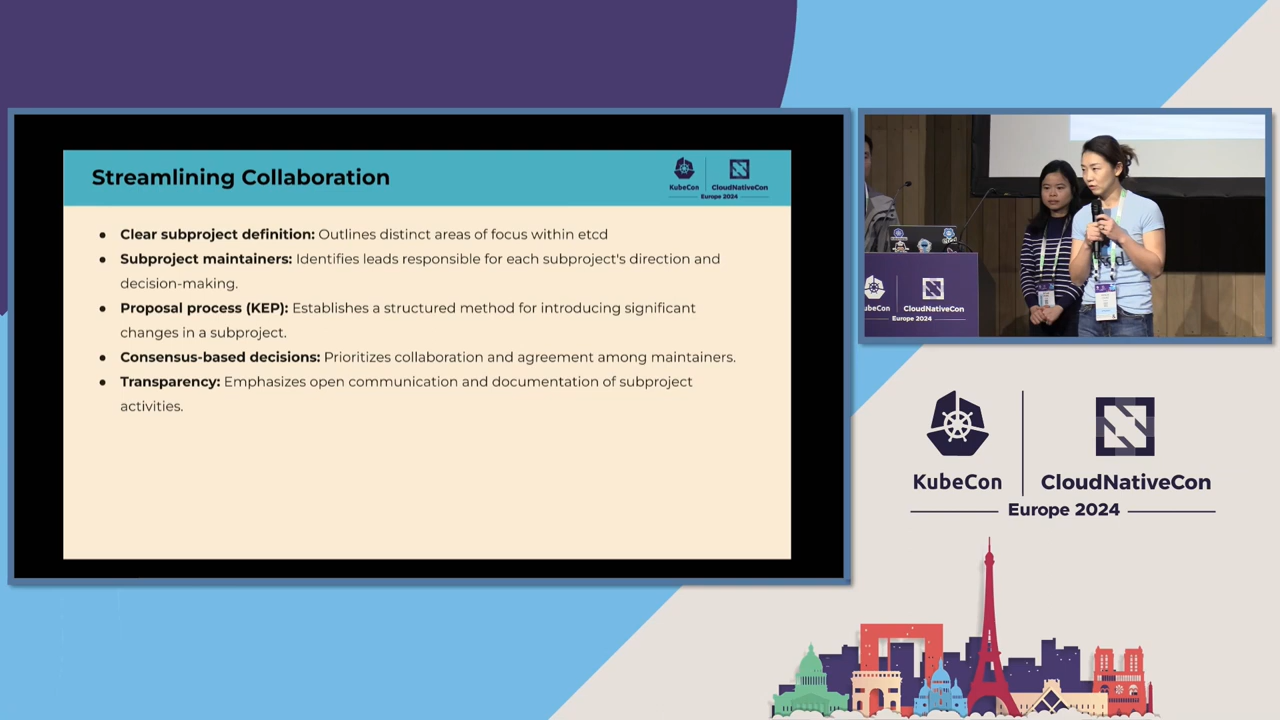 Streamlining Collaboration
KubeCon
CloudNativeCon
Europe 2024
● Clear subproject definition: Outlines distinct areas of focus within etcd
● Subproject maintainers: Identifies leads responsible for each subproject's direction and
decision-making.
● Proposal process (KEP): Establishes a structured method for introducing significant
changes in a subproject.
● Consensus-based decisions: Prioritizes collaboration and agreement among maintainers.
● Transparency: Emphasizes open communication and documentation of subproject
activities.
KubeCon
CloudNativeCon
Europe 2024
KubeCon
CloudNativeCon
Europe 2024